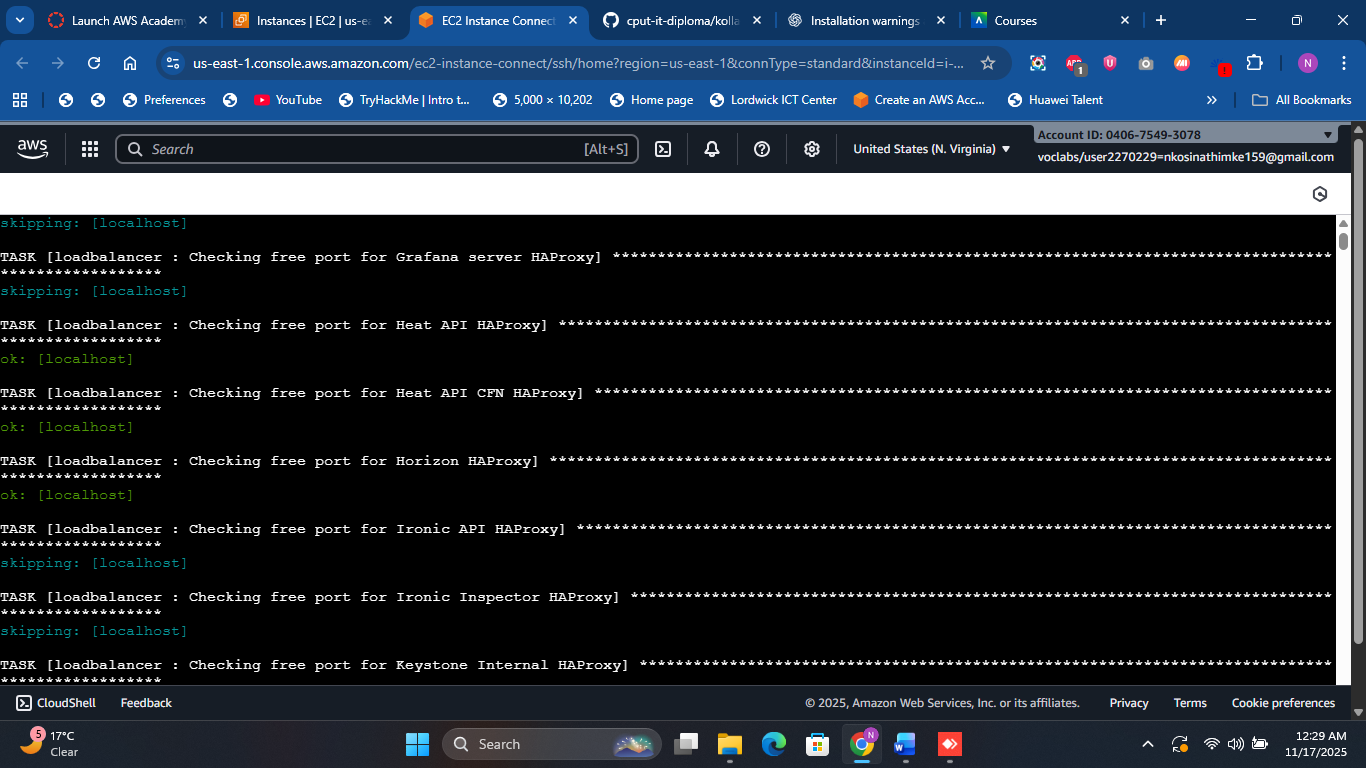 Launch AWS Academy
Instances | EC2 | us-ea
EC2 Instance Connect
cput-it-diploma/kolla
Installation warnings
Courses
us-east-1.console.aws.amazon.com/ec2-instance-connect/ssh/home?region=us-east-1&connType=standard&instanceId=i-...
1
N
Preferences
YouTube
TryHackMe | Intro t...
5,000 × 10,202
Home page
Lordwick ICT Center
Create an AWS Acc...
Huawei Talent
All Bookmarks
aws
Search
[Alt+S]
United States (N. Virginia)
Account ID: 0406-7549-3078
voclabs/user2270229=nkosinathimke159@gmail.com
skipping: [localhost]
TASK [loadbalancer : Checking free port for Grafana server HAProxy] ********************************************************************************
******************
skipping: [localhost]
TASK [loadbalancer : Checking free port for Heat API HAProxy] **************************************************************************************
******************
ok: [localhost]
TASK [loadbalancer : Checking free port for Heat API CFN HAProxy] **********************************************************************************
******************
ok: [localhost]
TASK [loadbalancer : Checking free port for Horizon HAProxy] ***************************************************************************************
******************
ok: [localhost]
TASK [loadbalancer : Checking free port for Ironic API HAProxy] ************************************************************************************
******************
skipping: [localhost]
TASK [loadbalancer : Checking free port for Ironic Inspector HAProxy] ******************************************************************************
******************
skipping: [localhost]
TASK [loadbalancer : Checking free port for Keystone Internal HAProxy] *****************************************************************************
******************
CloudShell
Feedback
© 2025, Amazon Web Services, Inc. or its affiliates.
Privacy
Terms
Cookie preferences
5
17°C
Clear
Search
N
12:29 AM
11/17/2025